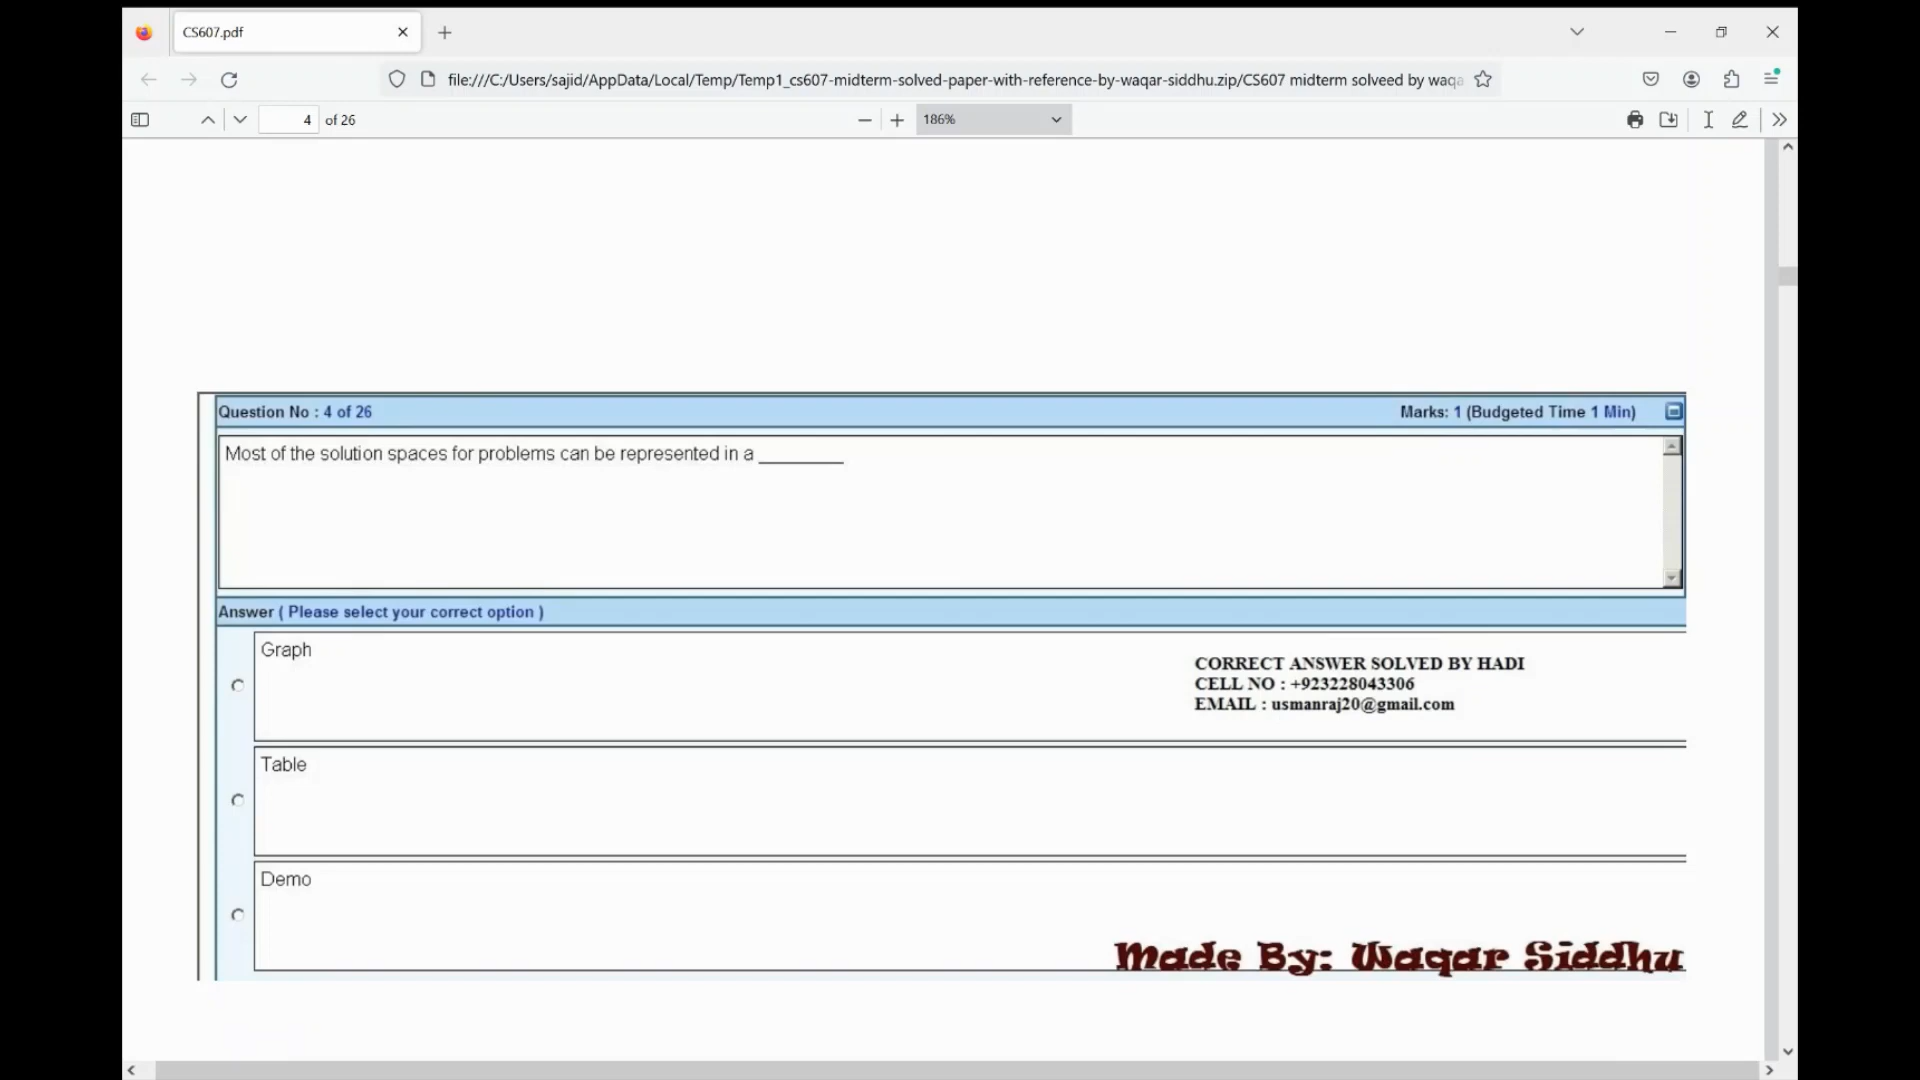 CS607.pdf
file:///C:/Users/sajid/AppData/Local/Temp/Temp1_cs607-midterm-solved-paper-with-reference-by-waqar-siddhu.zip/CS607 midterm solveed by waqa
4 of 26
186%
Question No : 4 of 26 Marks: 1 (Budgeted Time 1 Min)
Most of the solution spaces for problems can be represented in a ________
Answer ( Please select your correct option )
Graph
CORRECT ANSWER SOLVED BY HADI
CELL NO : +923228043306
EMAIL : usmanraj20@gmail.com
Table
Demo
Made By: Waqar Siddhu